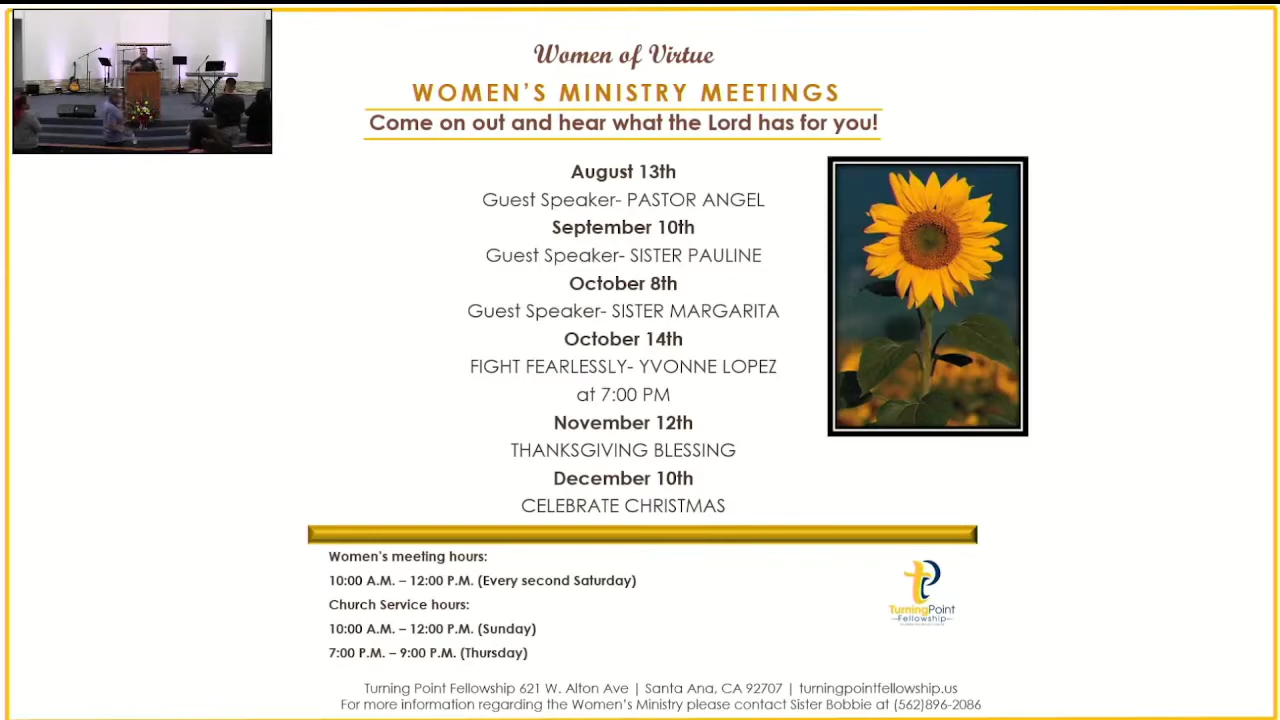 Women of Virtue
WOMEN'S MINISTRY MEETINGS
Come on out and hear what the Lord has for you!
August 13th
Guest Speaker- PASTOR ANGEL
September 10th
Guest Speaker- SISTER PAULINE
October 8th
Guest Speaker- SISTER MARGARITA
October 14th
FIGHT FEARLESSLY- YVONNE LOPEZ
at 7:00 PM
November 12th
THANKSGIVING BLESSING
December 10th
CELEBRATE CHRISTMAS
Women's meeting hours:
10:00 A.M. – 12:00 P.M. (Every second Saturday)
Church Service hours:
10:00 A.M. – 12:00 P.M. (Sunday)
7:00 P.M. – 9:00 P.M. (Thursday)
TurningPoint
Fellowship
Turning Point Fellowship 621 W. Alton Ave | Santa Ana, CA 92707 | turningpointfellowship.us
For more information regarding the Women's Ministry please contact Sister Bobbie at (562)896-2086